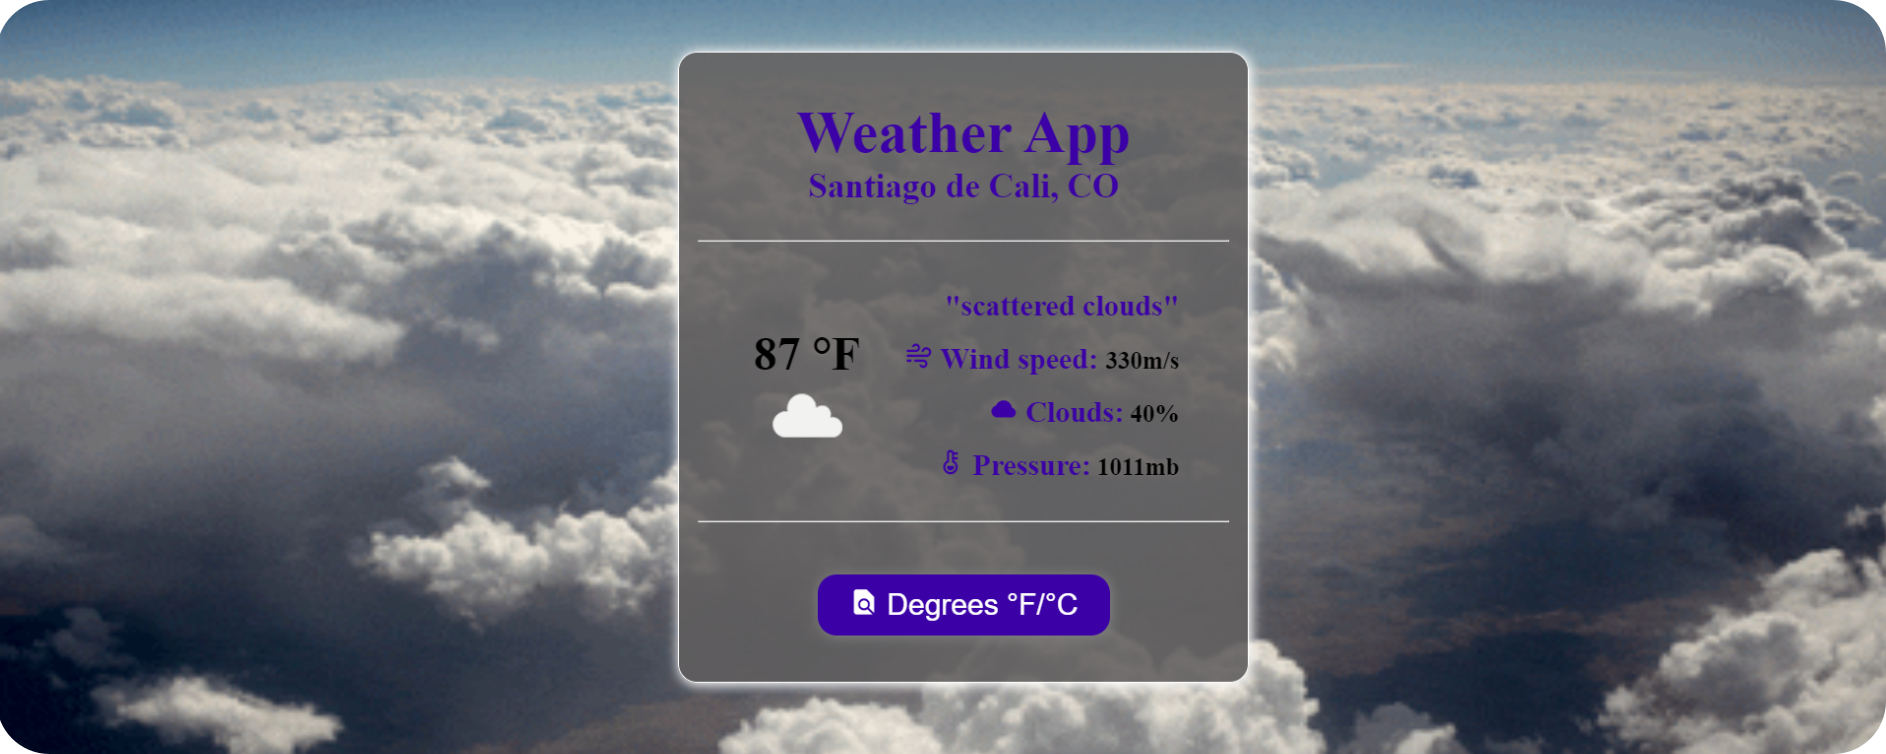 Weather App
Santiago de Cali, CO
"scattered clouds"
87 °F
Wind speed: 330m/s
Clouds: 40%
Pressure: 1011mb
Degrees °F/°C